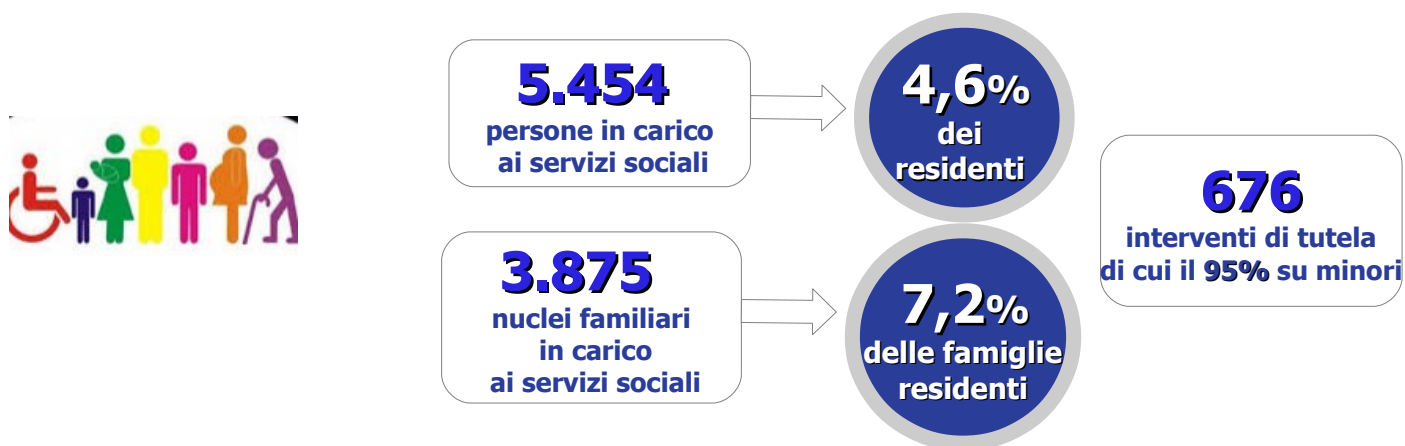 5.454
persone in carico
ai servizi sociali
4,6%
dei
residenti
3.875
nuclei familiari
in carico
ai servizi sociali
7,2%
delle famiglie
residenti
676
interventi di tutela
di cui il 95% su minori